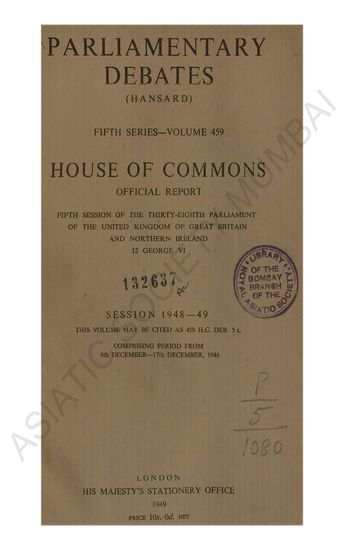 PARLIAMENTARY
DEBATES
(HANSARD)
FIFTH SERIES—VOLUME 459
HOUSE OF COMMONS
OFFICIAL REPORT
FIFTH SESSION OF THE THIRTY-EIGHTH PARLIAMENT
OF THE UNITED KINGDOM OF GREAT BRITAIN
AND NORTHERN IRELAND
12 GEORGE VI
132637
LIBRARY
OF THE
BOMBAY
BRANCH
OF THE
ROYAL ASIATIC SOCIETY
SESSION 1948—49
THIS VOLUME MAY BE CITED AS 459 H.C. DEB. 5 s.
COMPRISING PERIOD FROM
6th DECEMBER—17th DECEMBER, 1948
P
5
1080
LONDON
HIS MAJESTY'S STATIONERY OFFICE
1949
PRICE 10s. 0d. NET
ASIATIC SOCIETY MUMBAI